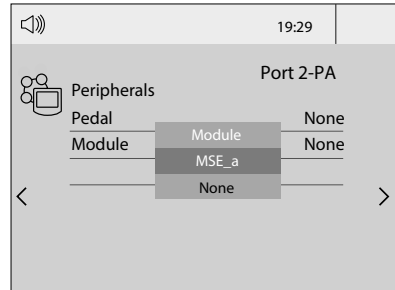 19:29
Port 2-PA
Peripherals
Pedal None
Module None
Module
MSE_a
None